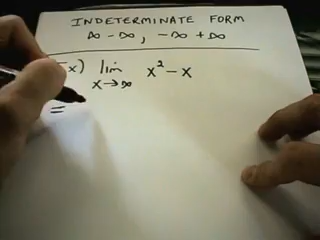 INDETERMINATE FORM
∞ - ∞, -∞ + ∞
x) lim x² - x
x→∞
=